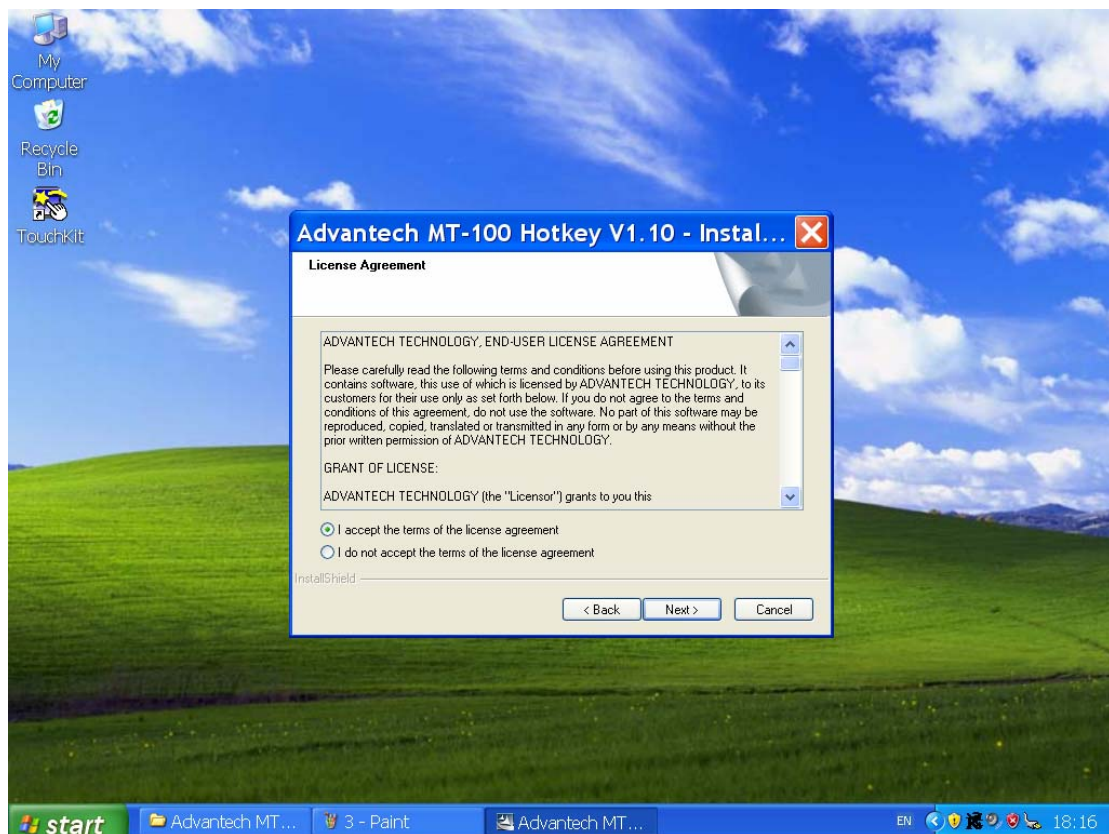 My
Computer
Recycle
Bin
TouchKit
Advantech MT-100 Hotkey V1.10 - Instal...
License Agreement
ADVANTECH TECHNOLOGY, END-USER LICENSE AGREEMENT
Please carefully read the following terms and conditions before using this product. It
contains software, this use of which is licensed by ADVANTECH TECHNOLOGY, to its
customers for their use only as set forth below. If you do not agree to the terms and
conditions of this agreement, do not use the software. No part of this software may be
reproduced, copied, translated or transmitted in any form or by any means without the
prior written permission of ADVANTECH TECHNOLOGY.
GRANT OF LICENSE:
ADVANTECH TECHNOLOGY (the "Licensor") grants to you this
I accept the terms of the license agreement
I do not accept the terms of the license agreement
InstallShield
< Back Next > Cancel
start Advantech MT... 3 - Paint Advantech MT... EN 18:16